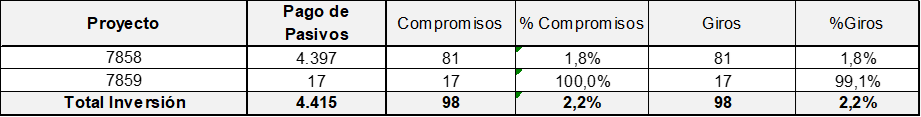 Proyecto Pago de Pasivos Compromisos % Compromisos Giros %Giros
7858 4.397 81 1,8% 81 1,8%
7859 17 17 100,0% 17 99,1%
Total Inversión 4.415 98 2,2% 98 2,2%